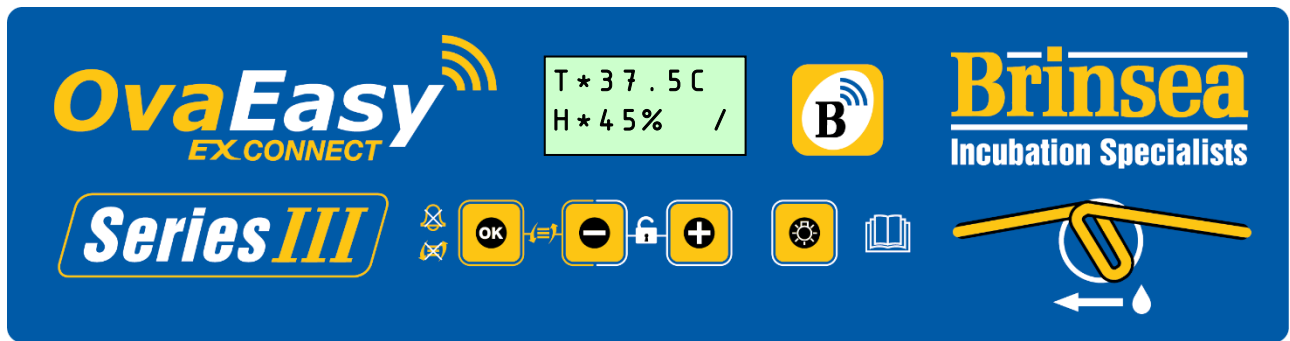 OvaEasy
EX CONNECT
T*37.5C
H*45% /
B
Brinsea
Incubation Specialists
Series III
OK